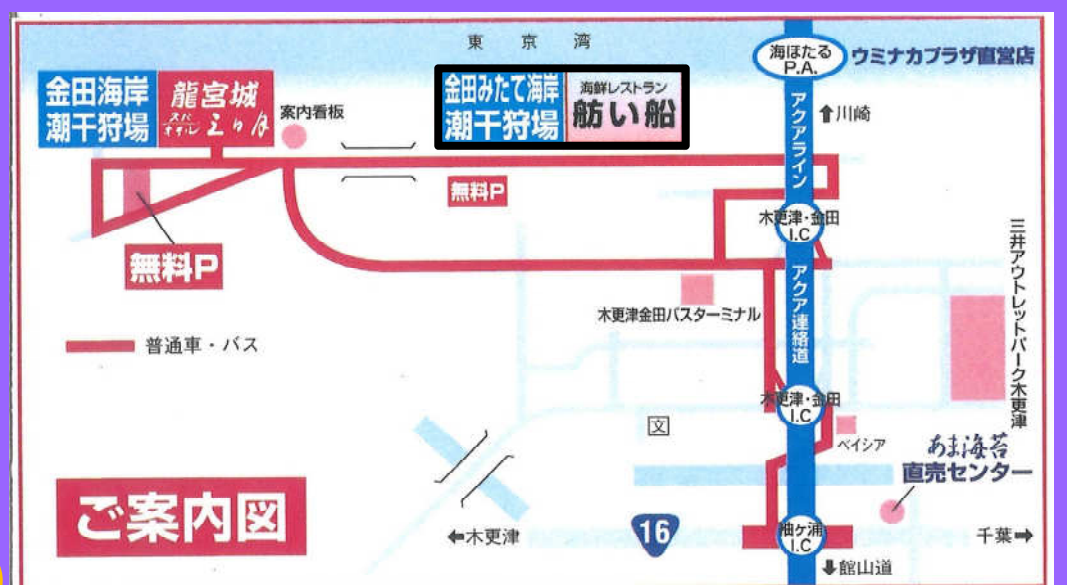 東京湾
海ほたる
P.A.
ウミナカプラザ直営店
金田海岸
潮干狩場
龍宮城
スパ
ホテル 三日月
案内看板
金田みたて海岸
潮干狩場
海鮮レストラン
舫い船
アクアライン
⬆川崎
無料P
木更津・金田
I.C
無料P
三井アウトレットパーク木更津
木更津金田バスターミナル
アクア連絡道
普通車・バス
木更津・金田
I.C
文
ベイシア
あま海苔
直売センター
ご案内図
⬅木更津
16
袖ケ浦
I.C
千葉➡
⬇館山道